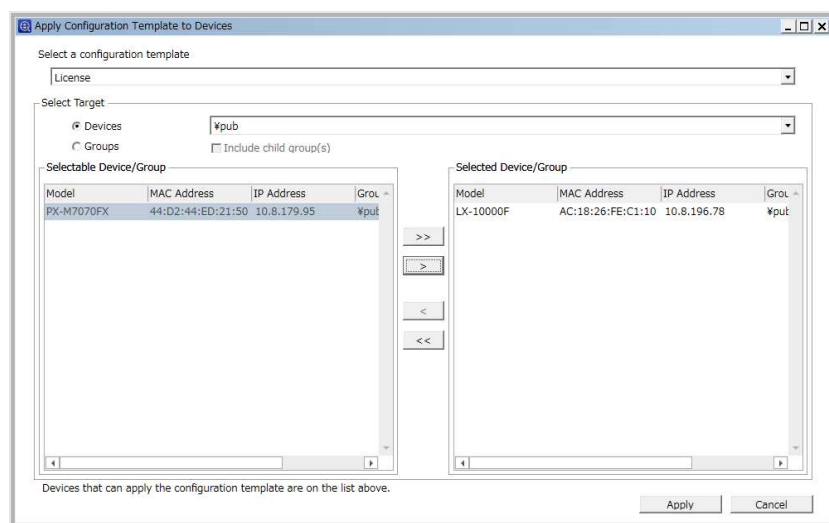 Apply Configuration Template to Devices
Select a configuration template
License
Select Target
Devices
¥pub
Groups
Include child group(s)
Selectable Device/Group
Selected Device/Group
Model MAC Address IP Address Grou
Model MAC Address IP Address Grou
PX-M7070FX 44:D2:44:ED:21:50 10.8.179.95 ¥pub
LX-10000F AC:18:26:FE:C1:10 10.8.196.78 ¥pub
>>
>
<
<<
Devices that can apply the configuration template are on the list above.
Apply Cancel